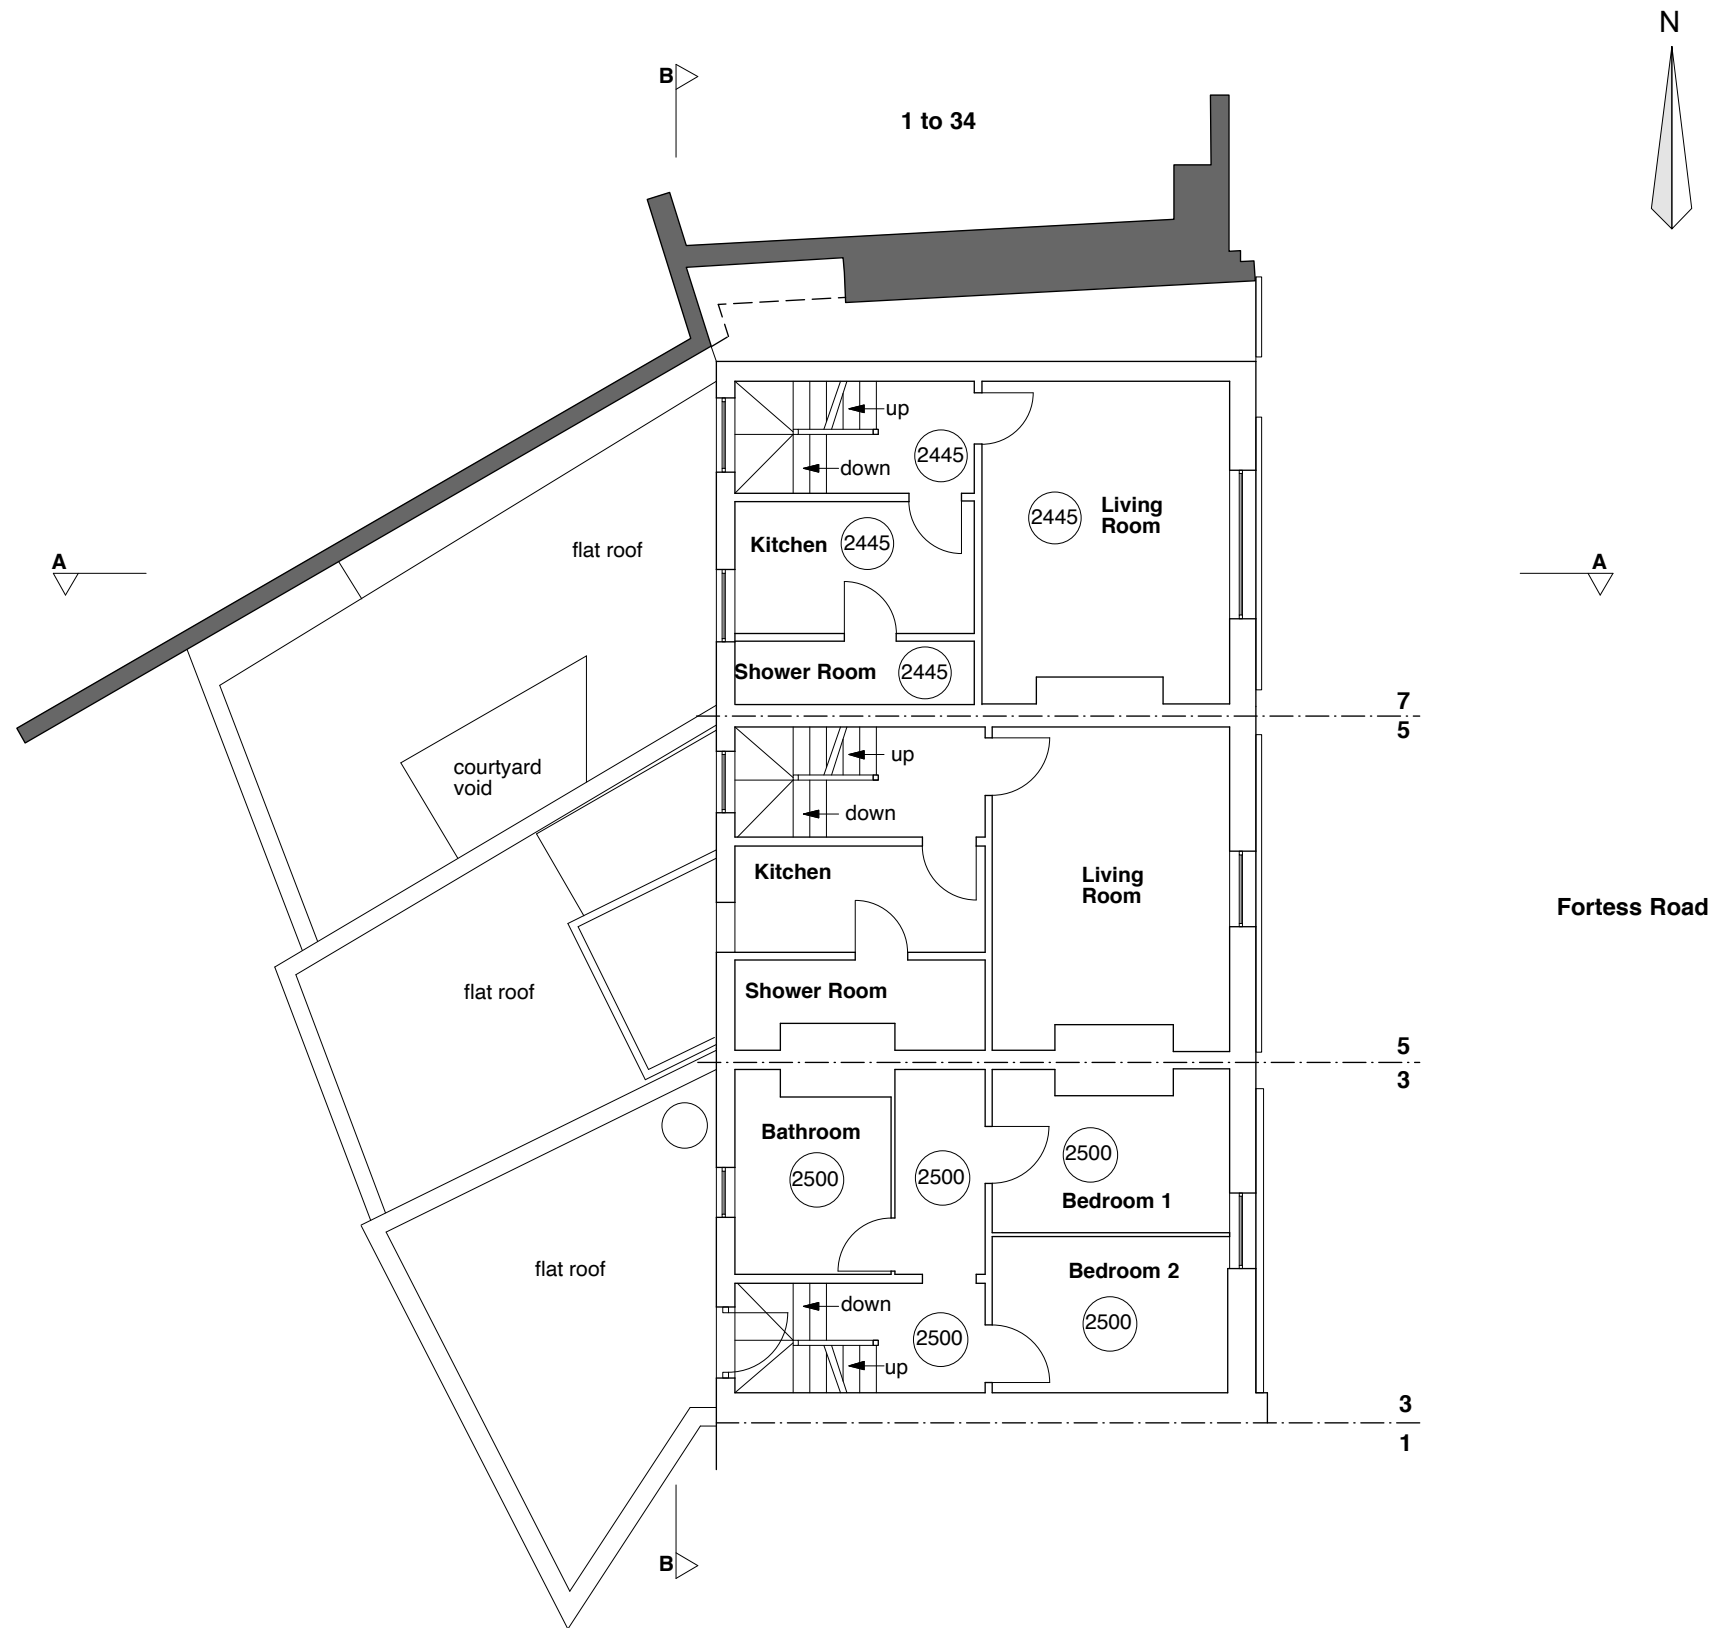 N
B
1 to 34
up
2445
down
2445
Living
Room
flat roof
Kitchen
2445
A
A
Shower Room
2445
7
5
up
courtyard
void
down
Kitchen
Living
Room
Fortess Road
flat roof
Shower Room
5
3
Bathroom
2500
2500
2500
Bedroom 1
flat roof
Bedroom 2
down
2500
2500
up
3
1
B